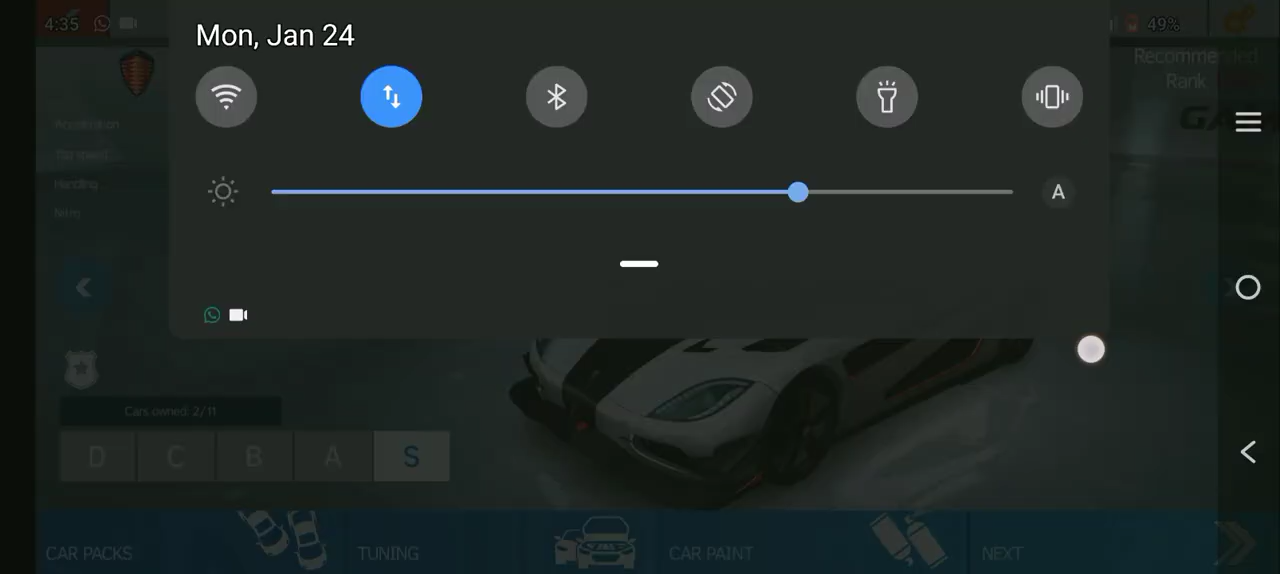 4:35
49%
Mon, Jan 24
Recommended
Rank
Acceleration
Top speed
Handling
Nitro
A
Cars owned: 2/11
D C B A S
CAR PACKS
TUNING
CAR PAINT
NEXT